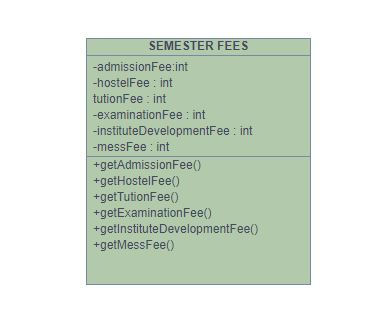 SEMESTER FEES
-admissionFee:int
-hostelFee : int
tutionFee : int
-examinationFee : int
-instituteDevelopmentFee : int
-messFee : int
+getAdmissionFee()
+getHostelFee()
+getTutionFee()
+getExaminationFee()
+getInstituteDevelopmentFee()
+getMessFee()